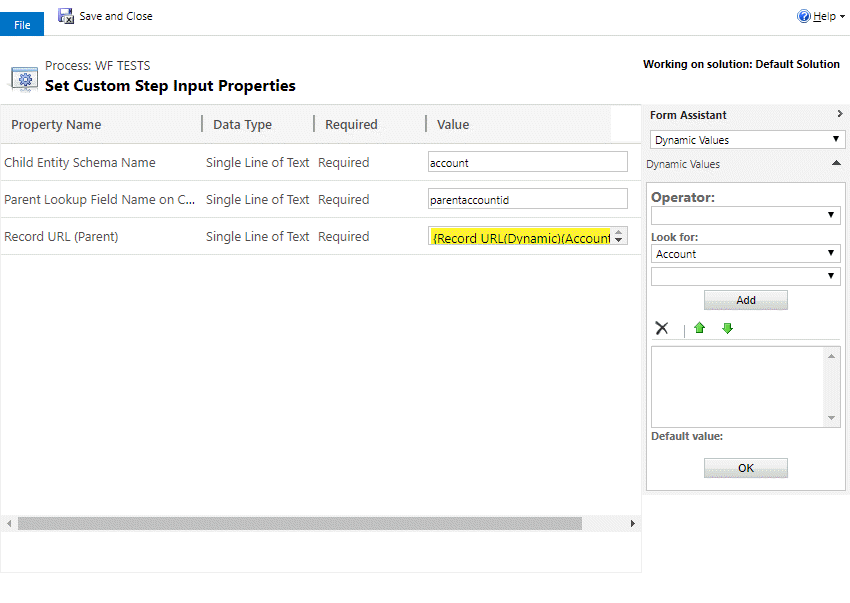 File
Save and Close
Help
Process: WF TESTS
Set Custom Step Input Properties
Working on solution: Default Solution
Property Name Data Type Required Value
Child Entity Schema Name Single Line of Text Required account
Parent Lookup Field Name on C... Single Line of Text Required parentaccountid
Record URL (Parent) Single Line of Text Required {Record URL(Dynamic)(Account
Form Assistant
Dynamic Values
Dynamic Values
Operator:
Look for:
Account
Add
Default value:
OK